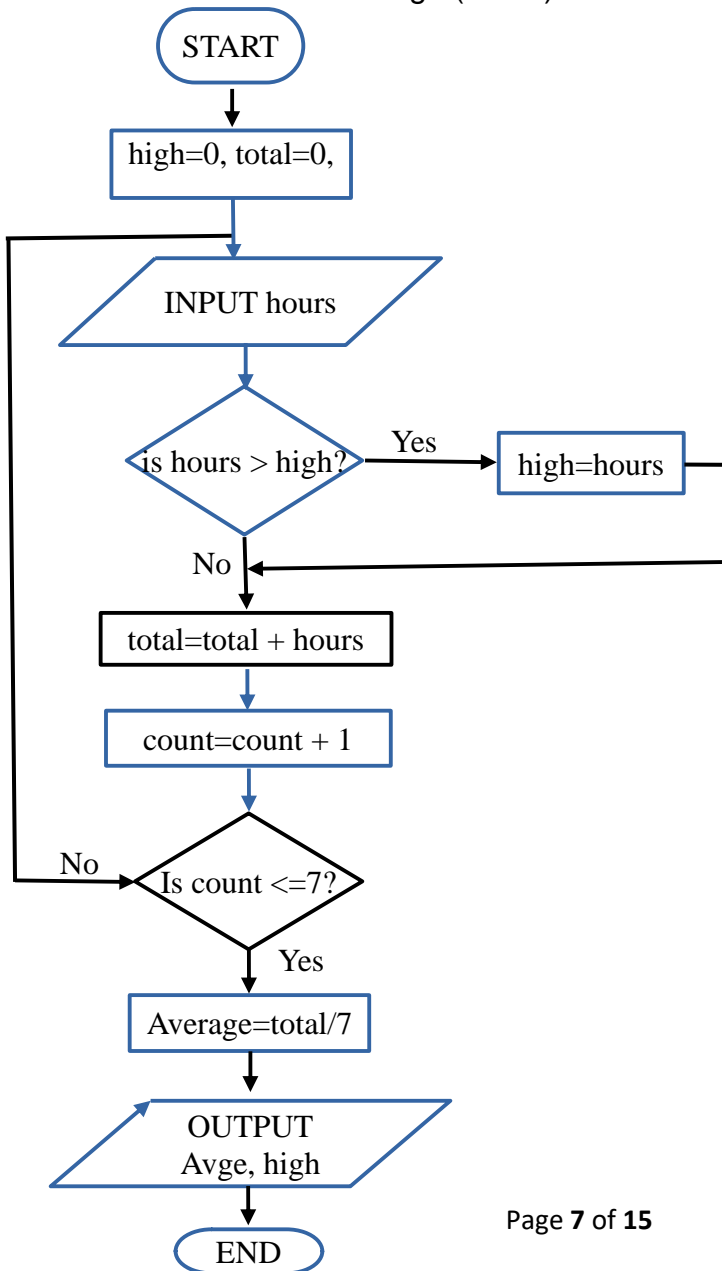 START
high=0, total=0,
INPUT hours
is hours > high?
Yes
high=hours
No
total=total + hours
count=count + 1
No
Is count <=7?
Yes
Average=total/7
OUTPUT
Avge, high
Page 7 of 15
END